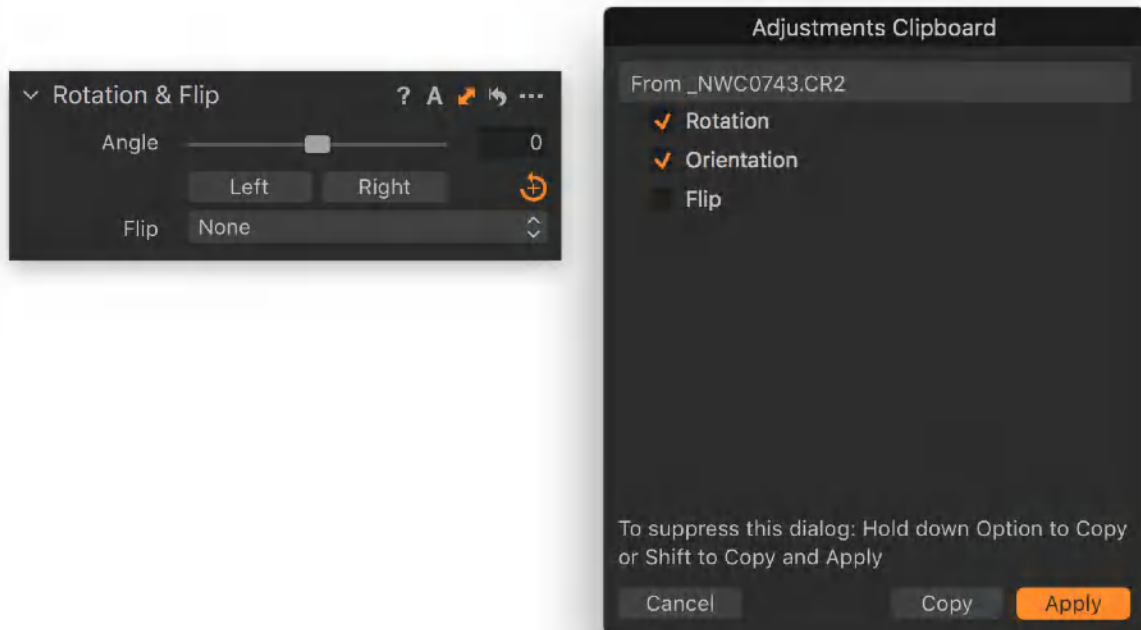 Rotation & Flip ? A ...
Angle 0
Left Right
Flip None
Adjustments Clipboard
From _NWC0743.CR2
Rotation
Orientation
Flip
To suppress this dialog: Hold down Option to Copy
or Shift to Copy and Apply
Cancel Copy Apply